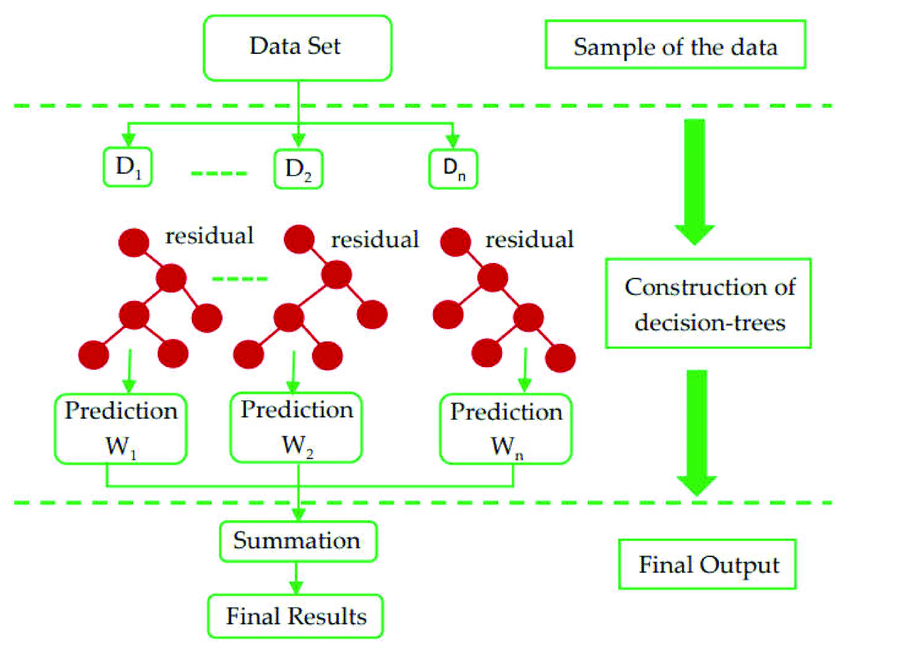 Data Set
Sample of the data
D1
D2
Dn
residual
residual
residual
Construction of
decision-trees
Prediction
W1
Prediction
W2
Prediction
Wn
Summation
Final Output
Final Results